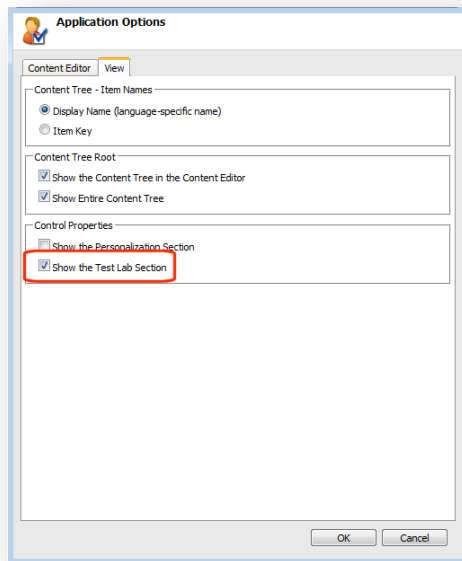 Application Options
Content Editor
View
Content Tree - Item Names
Display Name (language-specific name)
Item Key
Content Tree Root
Show the Content Tree in the Content Editor
Show Entire Content Tree
Control Properties
Show the Personalization Section
Show the Test Lab Section
OK
Cancel